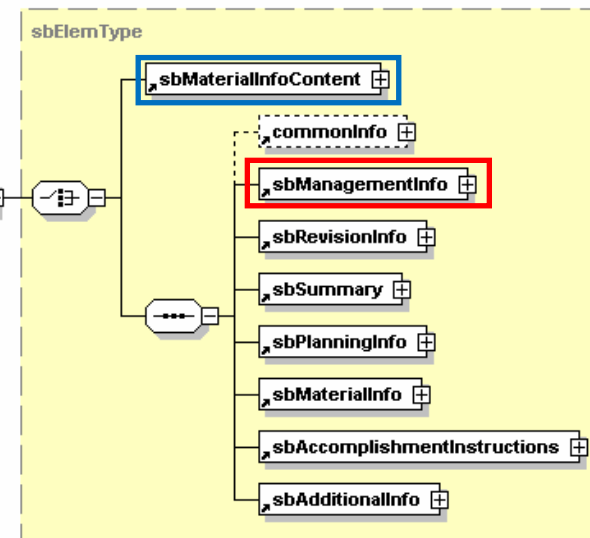 sbElemType
sbMaterialInfoContent
commonInfo
sbManagementInfo
sbRevisionInfo
sbSummary
sbPlanningInfo
sbMaterialInfo
sbAccomplishmentInstructions
sbAdditionalInfo